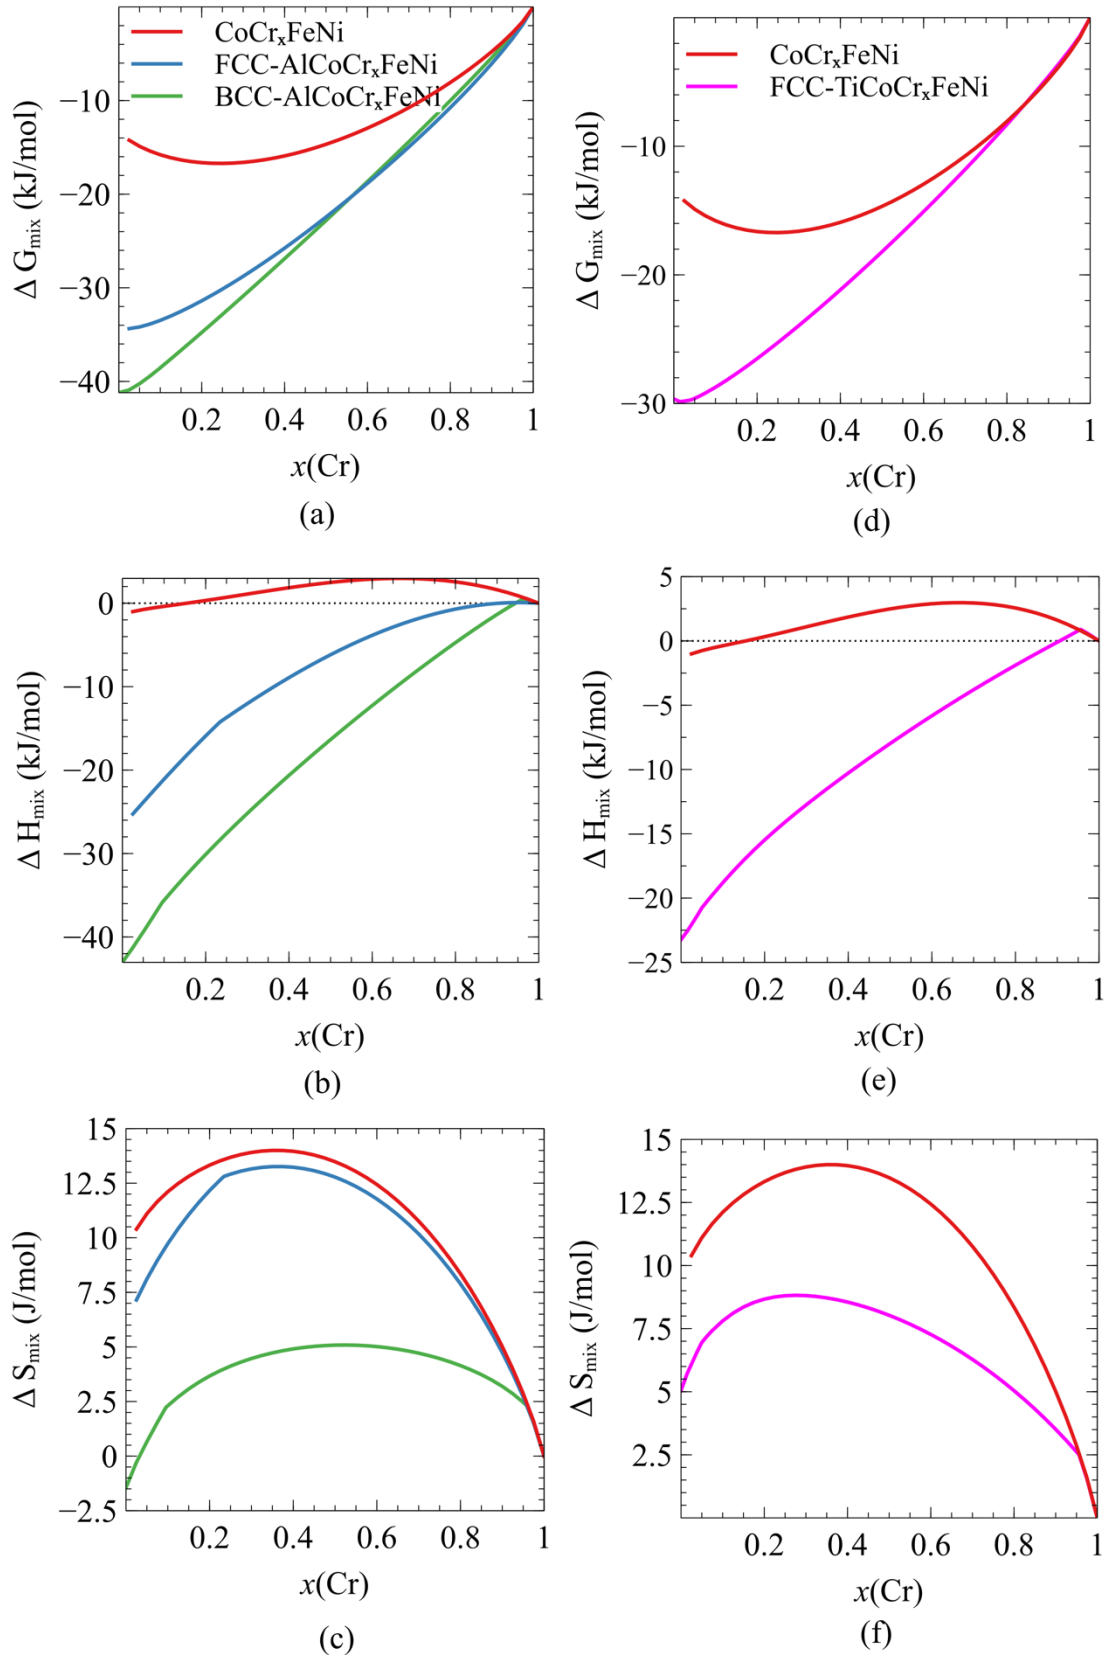 CoCrₓFeNi
FCC-AlCoCrₓFeNi
BCC-AlCoCrₓFeNi
Δ Gₘᵢₓ (kJ/mol)
−10
−20
−30
−40
0.2 0.4 0.6 0.8 1
x(Cr)
(a)
CoCrₓFeNi
FCC-TiCoCrₓFeNi
Δ Gₘᵢₓ (kJ/mol)
−10
−20
−30
0.2 0.4 0.6 0.8 1
x(Cr)
(d)
Δ Hₘᵢₓ (kJ/mol)
0
−10
−20
−30
−40
0.2 0.4 0.6 0.8 1
x(Cr)
(b)
Δ Hₘᵢₓ (kJ/mol)
5
0
−5
−10
−15
−20
−25
0.2 0.4 0.6 0.8 1
x(Cr)
(e)
Δ Sₘᵢₓ (J/mol)
15
12.5
10
7.5
5
2.5
0
−2.5
0.2 0.4 0.6 0.8 1
x(Cr)
(c)
Δ Sₘᵢₓ (J/mol)
15
12.5
10
7.5
5
2.5
0.2 0.4 0.6 0.8 1
x(Cr)
(f)